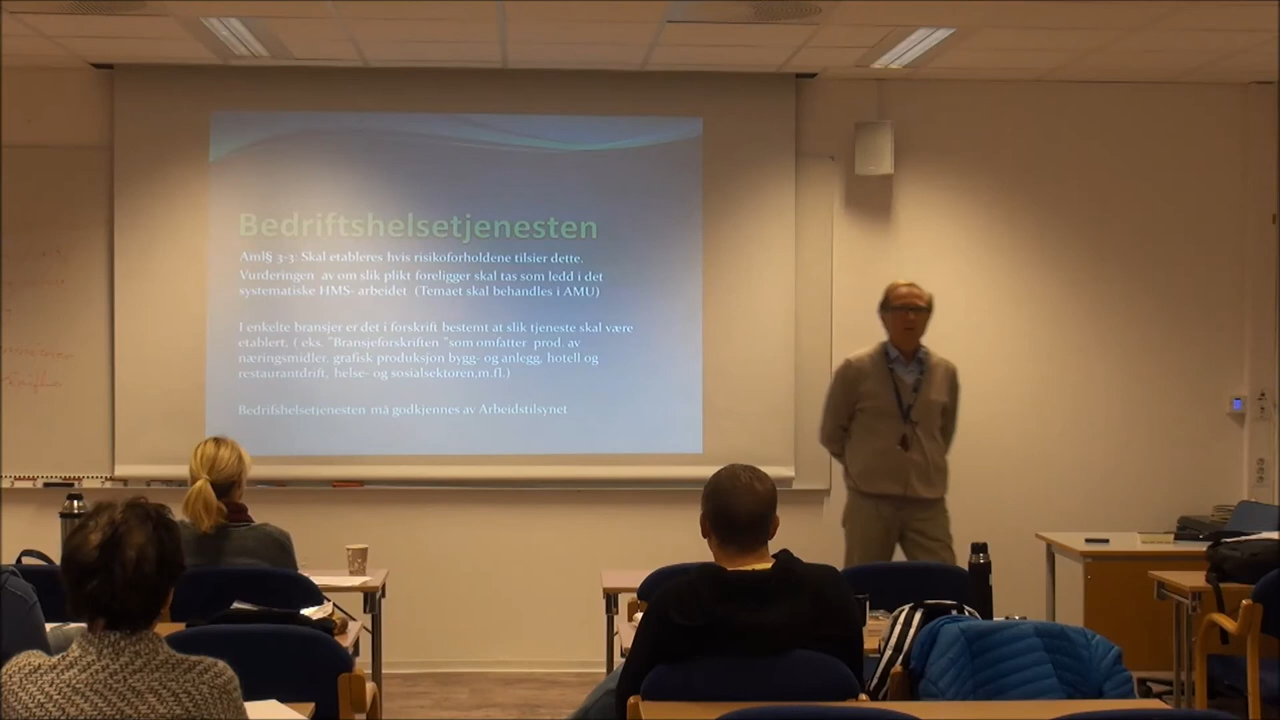 Bedriftshelsetjenesten
Aml§ 3-3: Skal etableres hvis risikoforholdene tilsier dette.
Vurderingen av om slik plikt foreligger skal tas som ledd i det
systematiske HMS- arbeidet (Temaet skal behandles i AMU)
I enkelte bransjer er det i forskrift bestemt at slik tjeneste skal være
etablert, ( eks. "Bransjeforskriften "som omfatter prod. av
næringsmidler, grafisk produksjon bygg- og anlegg, hotell og
restaurantdrift, helse- og sosialsektoren,m.fl.)
Bedrifshelsetjenesten må godkjennes av Arbeidstilsynet